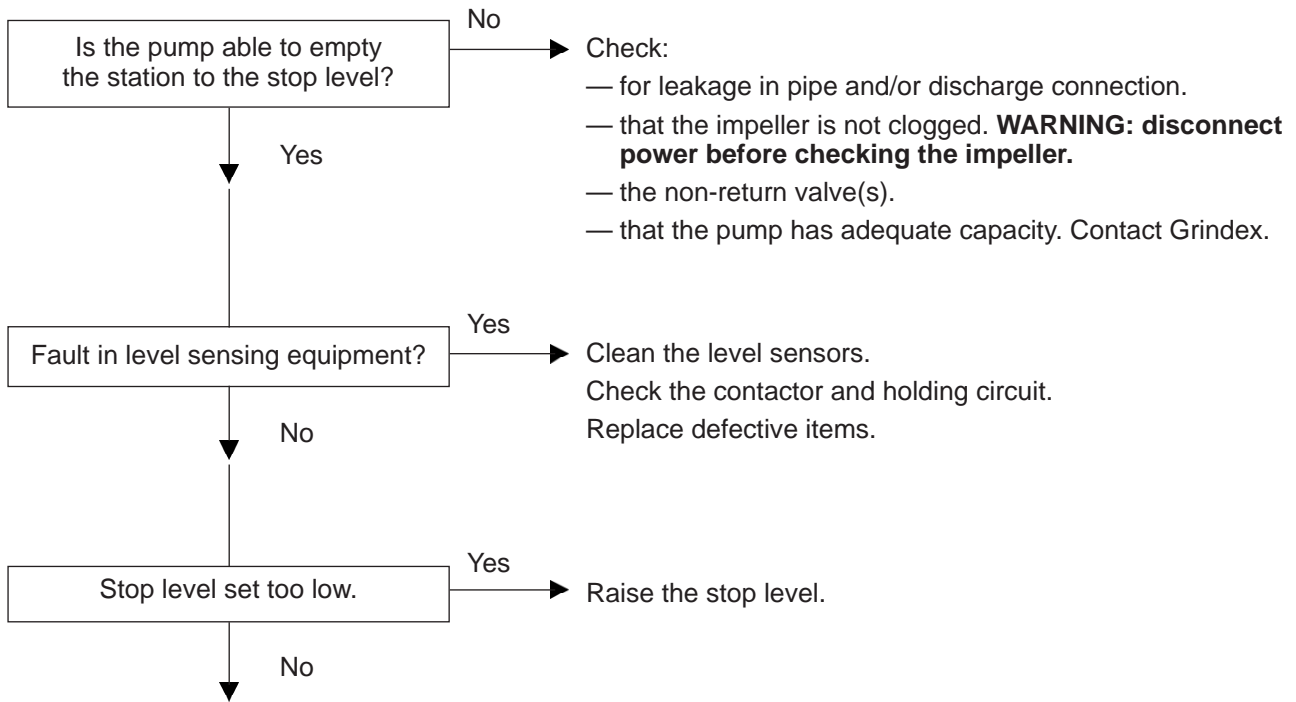 No
Is the pump able to empty
the station to the stop level?
Check:
— for leakage in pipe and/or discharge connection.
— that the impeller is not clogged. WARNING: disconnect
power before checking the impeller.
— the non-return valve(s).
— that the pump has adequate capacity. Contact Grindex.
Yes
Fault in level sensing equipment?
Yes
Clean the level sensors.
Check the contactor and holding circuit.
Replace defective items.
No
Stop level set too low.
Yes
Raise the stop level.
No